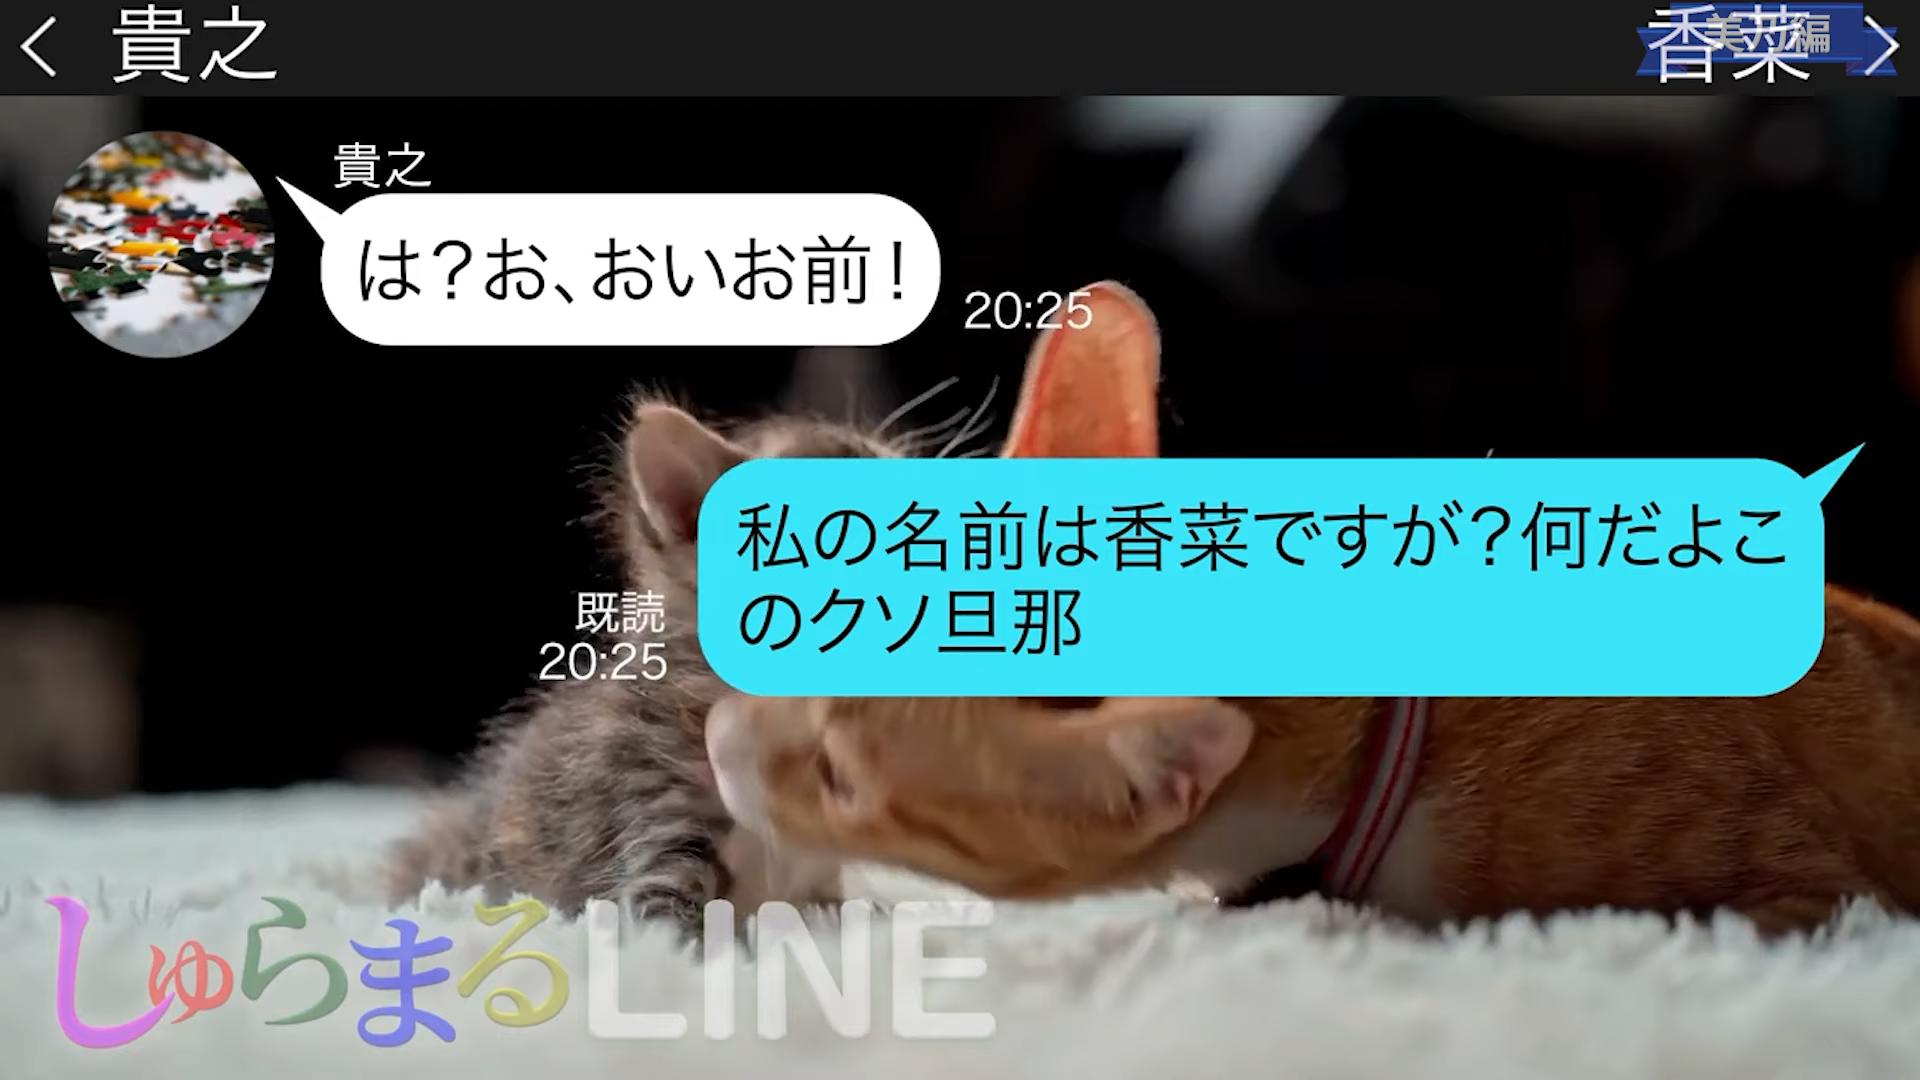 貴之
香菜
美乃編
貴之
は？お、おいお前！
20:25
私の名前は香菜ですが？何だよこ
のクソ旦那
既読
20:25
しゅらまるLINE